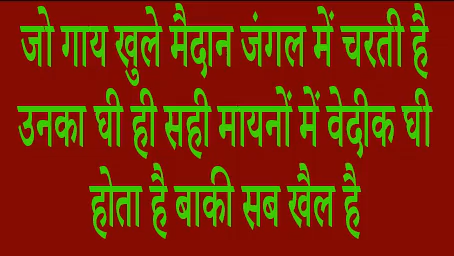 जो गाय खुले मैदान जंगल में चरती है
उनका घी ही सही मायनों में वेदीक घी
होता है बाकी सब खैल है